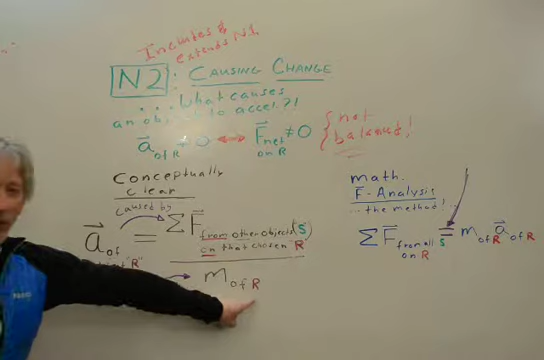 Includes &
extends N1
N2: CAUSING CHANGE
. . . What causes
an object to accel.?!
a⃗ of R ≠ 0 ↔ F⃗net on R ≠ 0 { not balanced!
Conceptually
clear
caused by
a⃗ of = ΣF⃗ from other objects (S)
on that chosen "R"
"R"
m of R
math.
F⃗-Analysis
...the method!...
ΣF⃗ from all S on R = m of R a⃗ of R